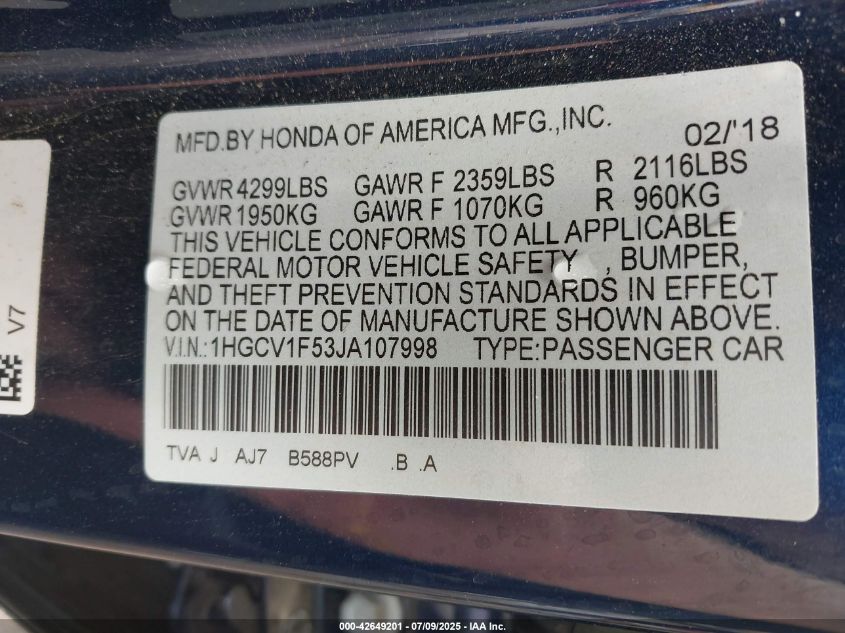 MFD.BY HONDA OF AMERICA MFG.,INC. 02/'18
GVWR 4299LBS GAWR F 2359LBS R 2116LBS
GVWR 1950KG GAWR F 1070KG R 960KG
THIS VEHICLE CONFORMS TO ALL APPLICABLE
FEDERAL MOTOR VEHICLE SAFETY , BUMPER,
AND THEFT PREVENTION STANDARDS IN EFFECT
ON THE DATE OF MANUFACTURE SHOWN ABOVE.
V.I.N.:1HGCV1F53JA107998 TYPE:PASSENGER CAR
TVA J AJ7 B588PV .B .A
V7
000-42649201 - 07/09/2025 - IAA Inc.